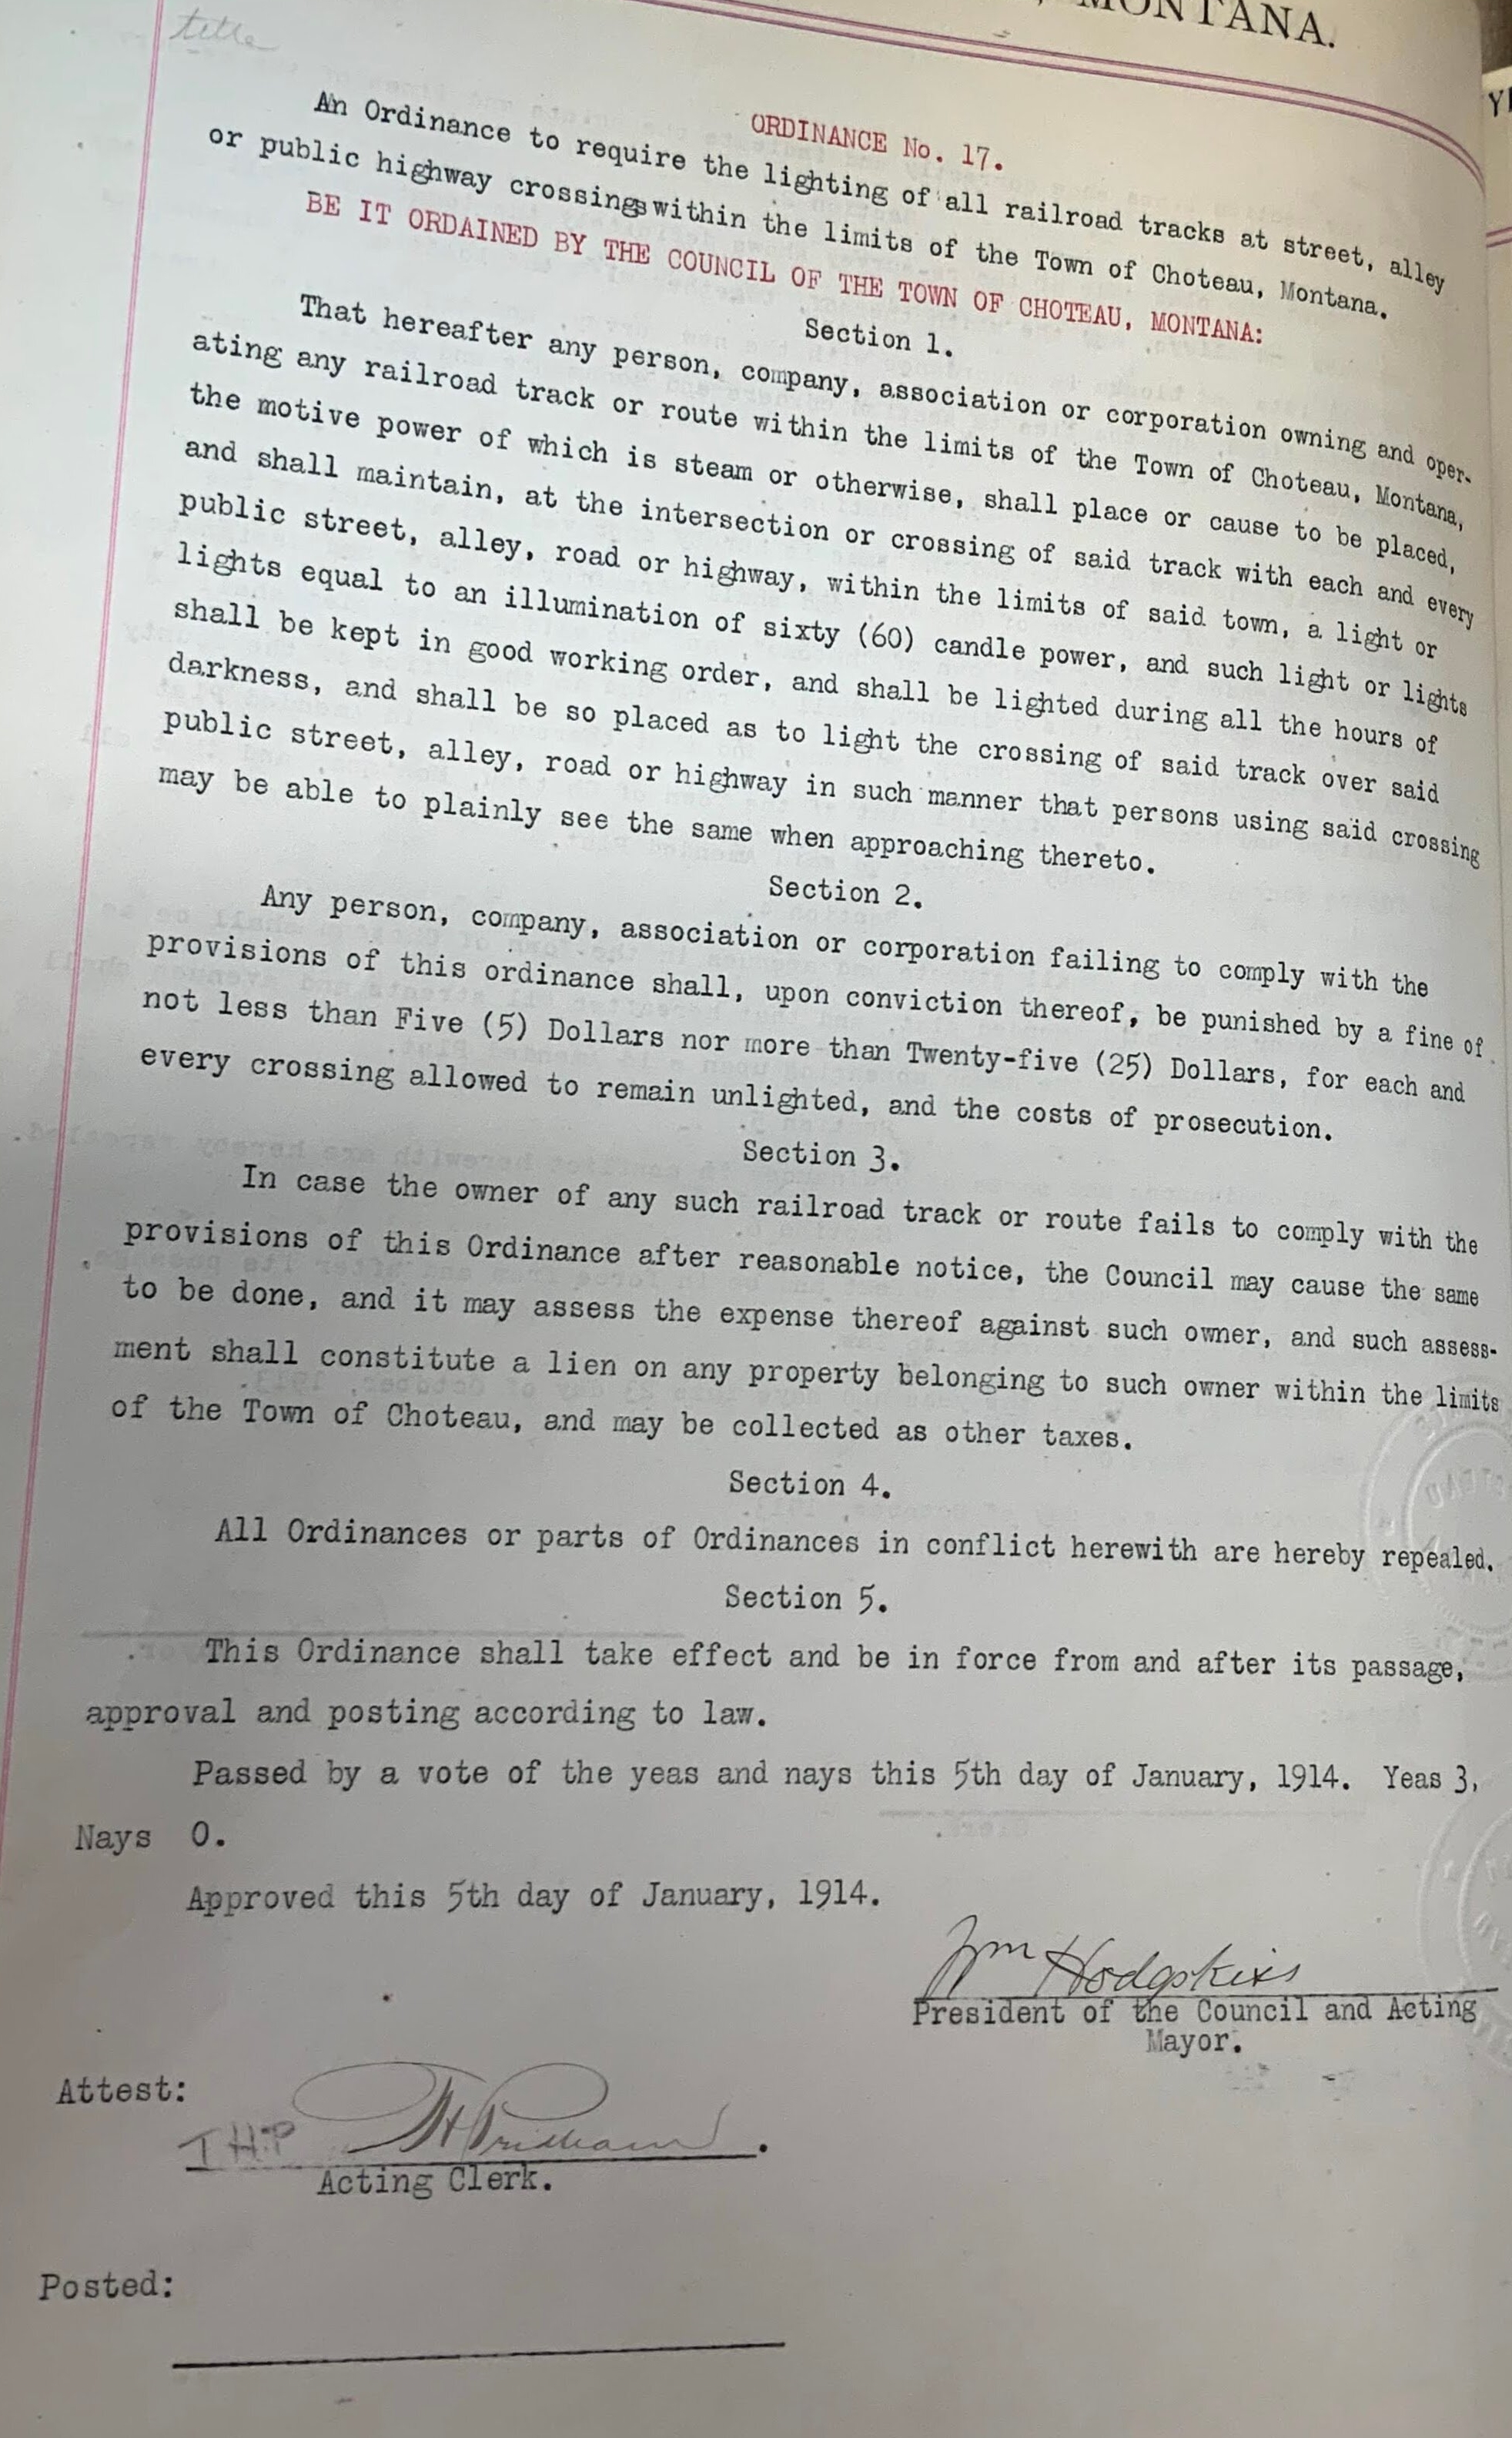 MONTANA.
title
ORDINANCE No. 17.
An Ordinance to require the lighting of all railroad tracks at street, alley
or public highway crossings within the limits of the Town of Choteau, Montana.
BE IT ORDAINED BY THE COUNCIL OF THE TOWN OF CHOTEAU, MONTANA:
Section 1.
That hereafter any person, company, association or corporation owning and oper-
ating any railroad track or route within the limits of the Town of Choteau, Montana,
the motive power of which is steam or otherwise, shall place or cause to be placed,
and shall maintain, at the intersection or crossing of said track with each and every
public street, alley, road or highway, within the limits of said town, a light or
lights equal to an illumination of sixty (60) candle power, and such light or lights
shall be kept in good working order, and shall be lighted during all the hours of
darkness, and shall be so placed as to light the crossing of said track over said
public street, alley, road or highway in such manner that persons using said crossing
may be able to plainly see the same when approaching thereto.
Section 2.
Any person, company, association or corporation failing to comply with the
provisions of this ordinance shall, upon conviction thereof, be punished by a fine of
not less than Five (5) Dollars nor more than Twenty-five (25) Dollars, for each and
every crossing allowed to remain unlighted, and the costs of prosecution.
Section 3.
In case the owner of any such railroad track or route fails to comply with the
provisions of this Ordinance after reasonable notice, the Council may cause the same
to be done, and it may assess the expense thereof against such owner, and such assess-
ment shall constitute a lien on any property belonging to such owner within the limits
of the Town of Choteau, and may be collected as other taxes.
Section 4.
All Ordinances or parts of Ordinances in conflict herewith are hereby repealed.
Section 5.
This Ordinance shall take effect and be in force from and after its passage,
approval and posting according to law.
Passed by a vote of the yeas and nays this 5th day of January, 1914. Yeas 3,
Nays 0.
Approved this 5th day of January, 1914.
Wm Hodgskiss
President of the Council and Acting
Mayor.
Attest:
THP Pridham.
Acting Clerk.
Posted: